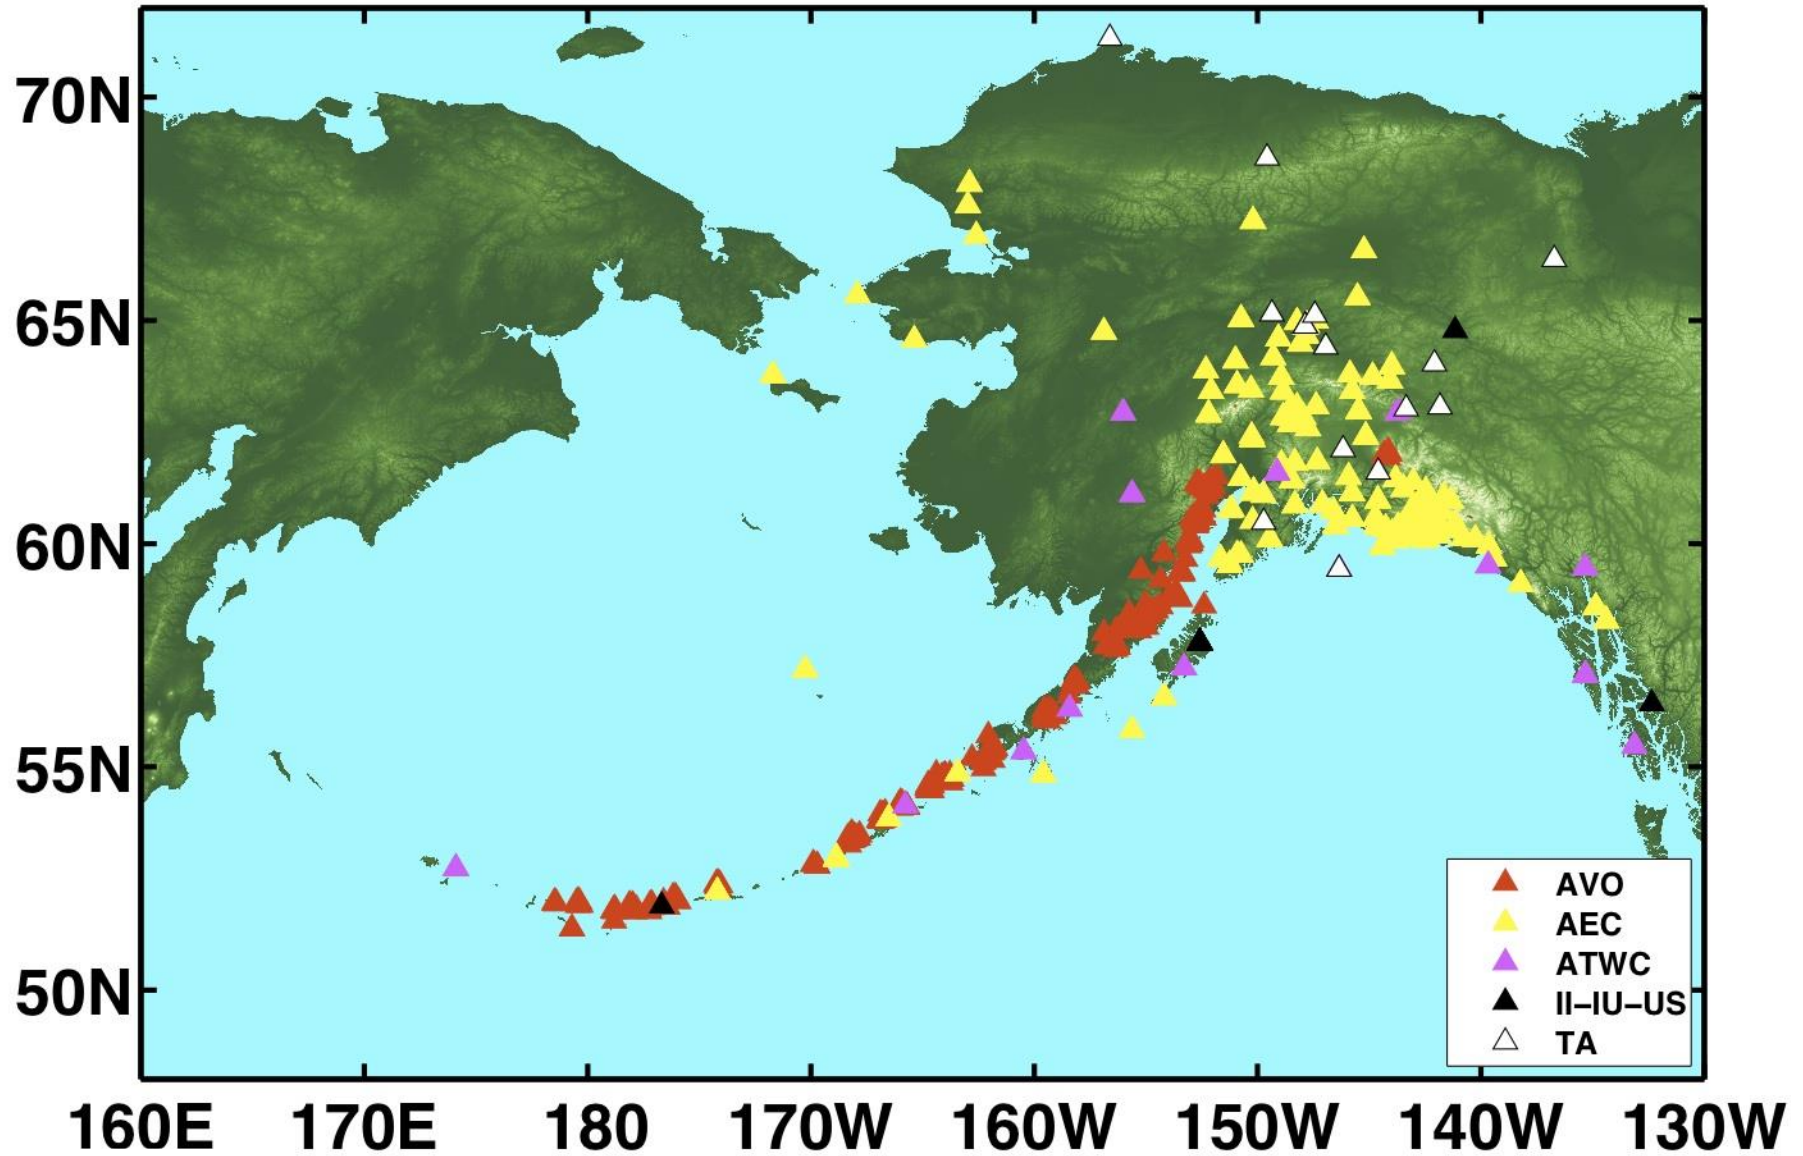 70N
65N
60N
55N
50N
AVO
AEC
ATWC
II–IU–US
TA
160E 170E 180 170W 160W 150W 140W 130W